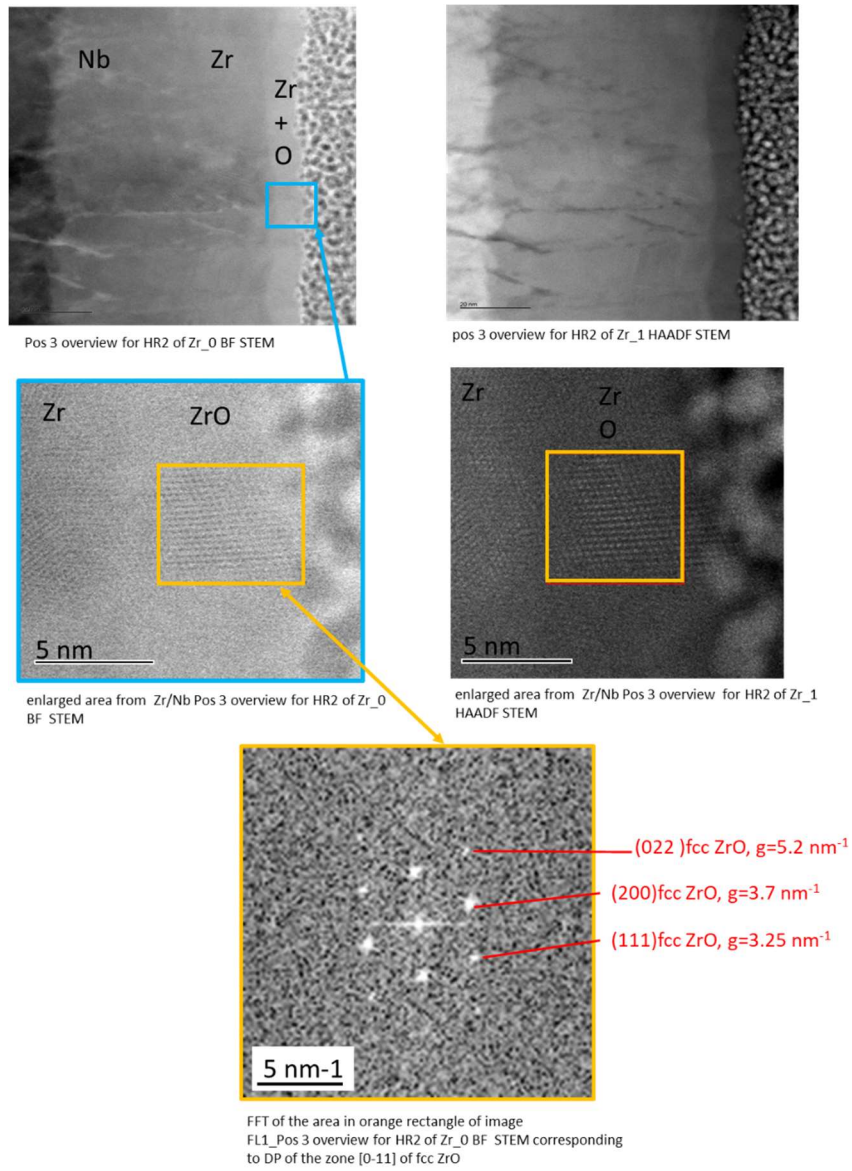 Nb
Zr
Zr
+
O
20 nm
Pos 3 overview for HR2 of Zr_0 BF STEM
pos 3 overview for HR2 of Zr_1 HAADF STEM
Zr
ZrO
5 nm
Zr
Zr
O
5 nm
enlarged area from Zr/Nb Pos 3 overview for HR2 of Zr_0
BF STEM
enlarged area from Zr/Nb Pos 3 overview for HR2 of Zr_1
HAADF STEM
(022 )fcc ZrO, g=5.2 nm⁻¹
(200)fcc ZrO, g=3.7 nm⁻¹
(111)fcc ZrO, g=3.25 nm⁻¹
5 nm-1
FFT of the area in orange rectangle of image
FL1_Pos 3 overview for HR2 of Zr_0 BF STEM corresponding
to DP of the zone [0-11] of fcc ZrO